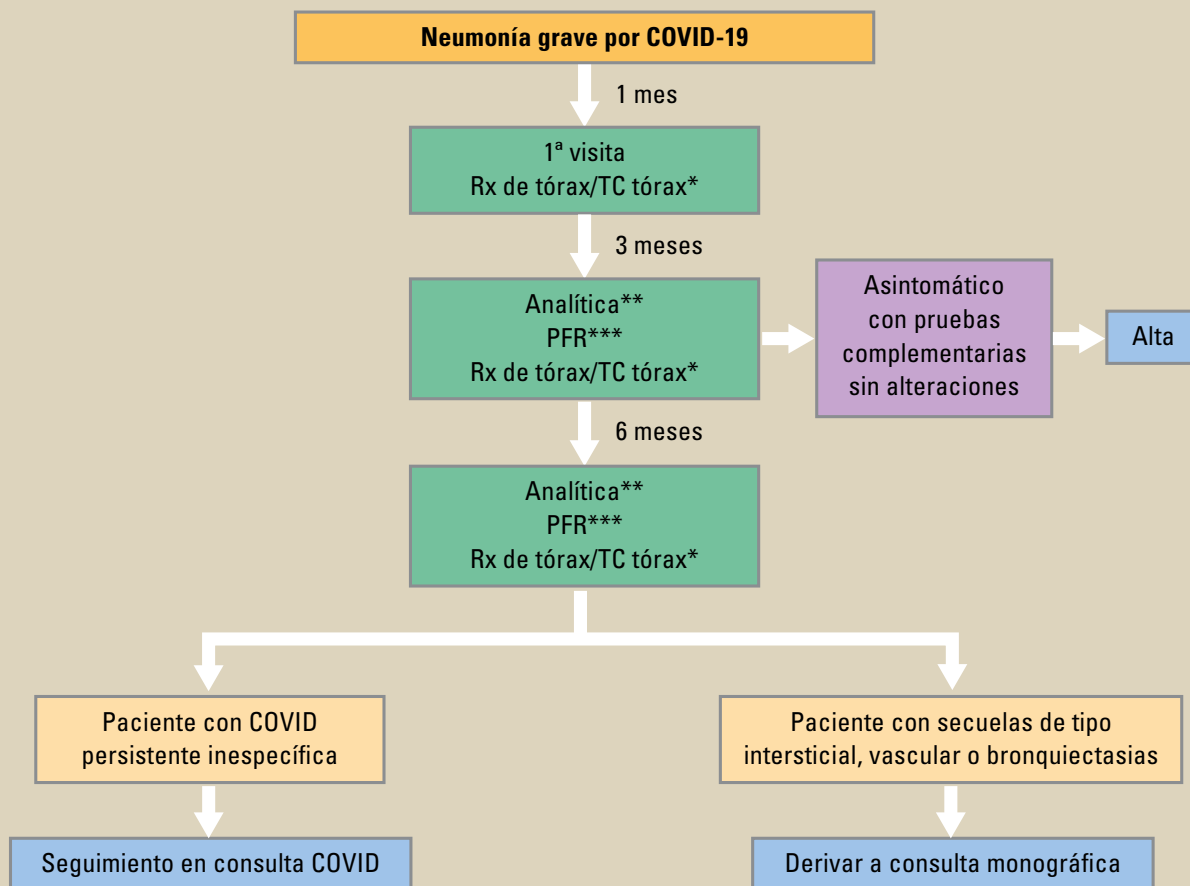 Neumonía grave por COVID-19
1 mes
1ª visita
Rx de tórax/TC tórax*
3 meses
Analítica**
PFR***
Rx de tórax/TC tórax*
Asintomático
con pruebas
complementarias
sin alteraciones
Alta
6 meses
Analítica**
PFR***
Rx de tórax/TC tórax*
Paciente con COVID
persistente inespecífica
Paciente con secuelas de tipo
intersticial, vascular o bronquiectasias
Seguimiento en consulta COVID
Derivar a consulta monográfica